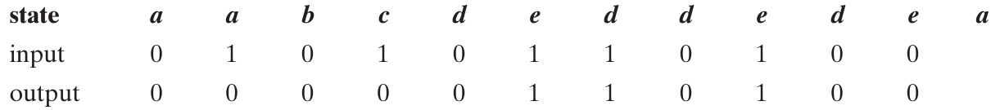 state a a b c d e d d e d e a
input 0 1 0 1 0 1 1 0 1 0 0
output 0 0 0 0 0 1 1 0 1 0 0